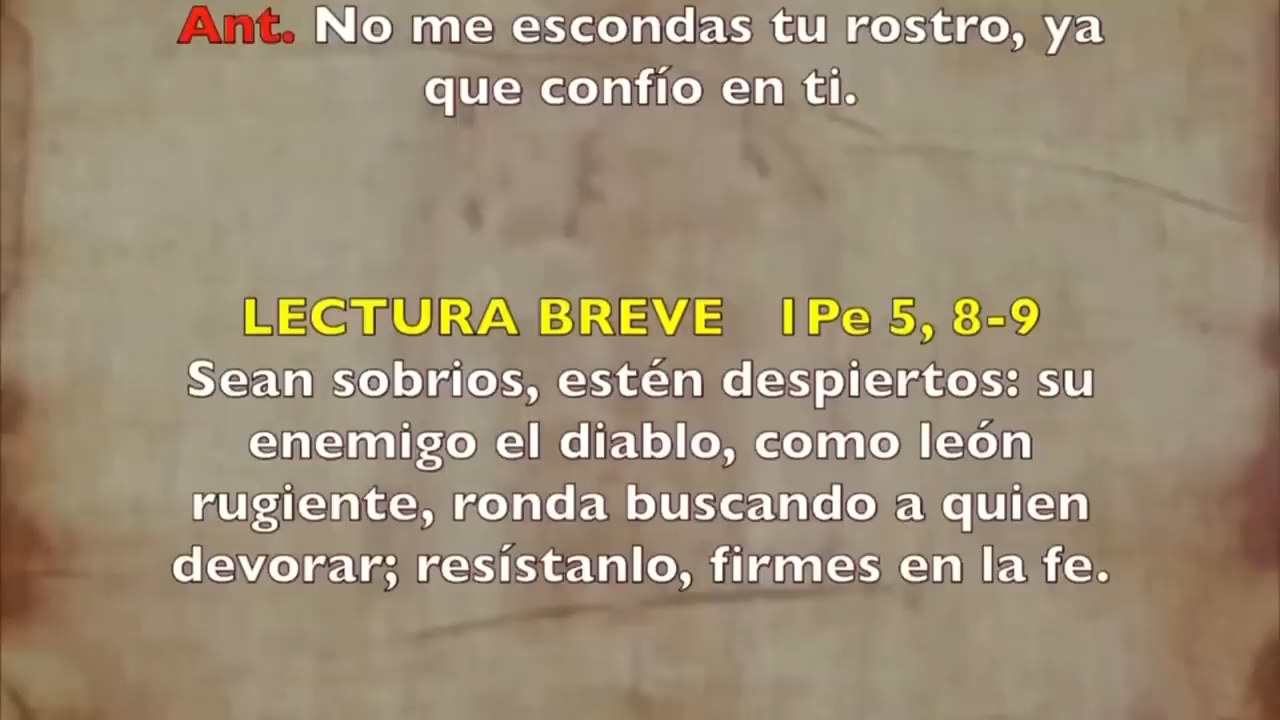 Ant. No me escondas tu rostro, ya
que confío en ti.
LECTURA BREVE 1Pe 5, 8-9
Sean sobrios, estén despiertos: su
enemigo el diablo, como león
rugiente, ronda buscando a quien
devorar; resístanlo, firmes en la fe.